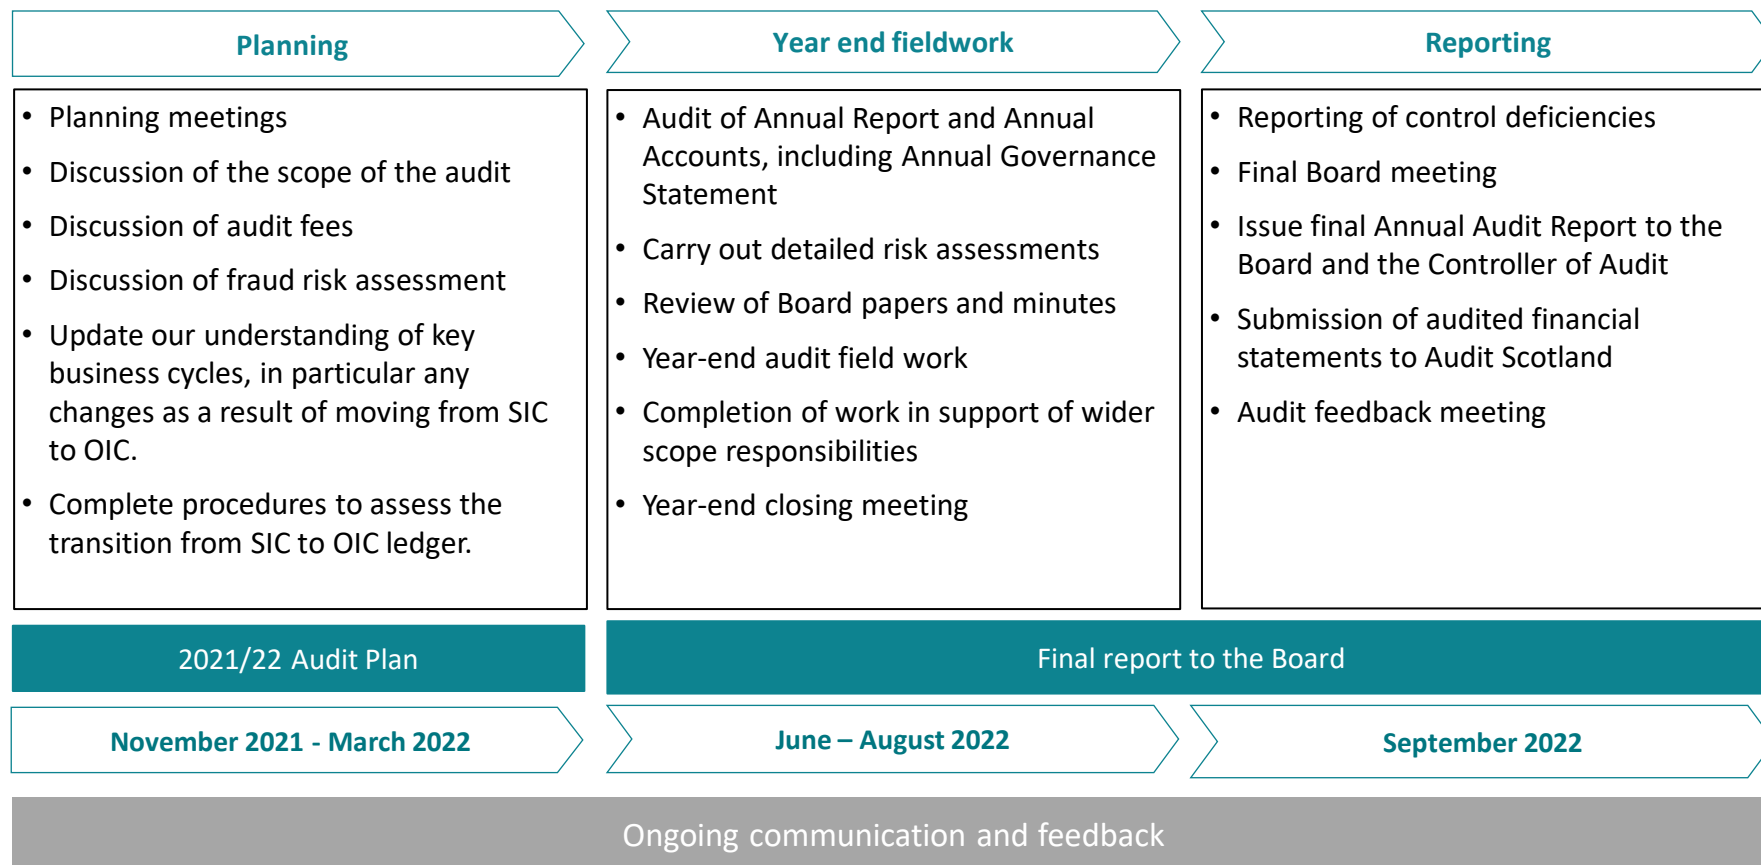 Planning
Year end fieldwork
Reporting
• Planning meetings
• Discussion of the scope of the audit
• Discussion of audit fees
• Discussion of fraud risk assessment
• Update our understanding of key
business cycles, in particular any
changes as a result of moving from SIC
to OIC.
• Complete procedures to assess the
transition from SIC to OIC ledger.
• Audit of Annual Report and Annual
Accounts, including Annual Governance
Statement
• Carry out detailed risk assessments
• Review of Board papers and minutes
• Year-end audit field work
• Completion of work in support of wider
scope responsibilities
• Year-end closing meeting
• Reporting of control deficiencies
• Final Board meeting
• Issue final Annual Audit Report to the
Board and the Controller of Audit
• Submission of audited financial
statements to Audit Scotland
• Audit feedback meeting
2021/22 Audit Plan
Final report to the Board
November 2021 - March 2022
June – August 2022
September 2022
Ongoing communication and feedback